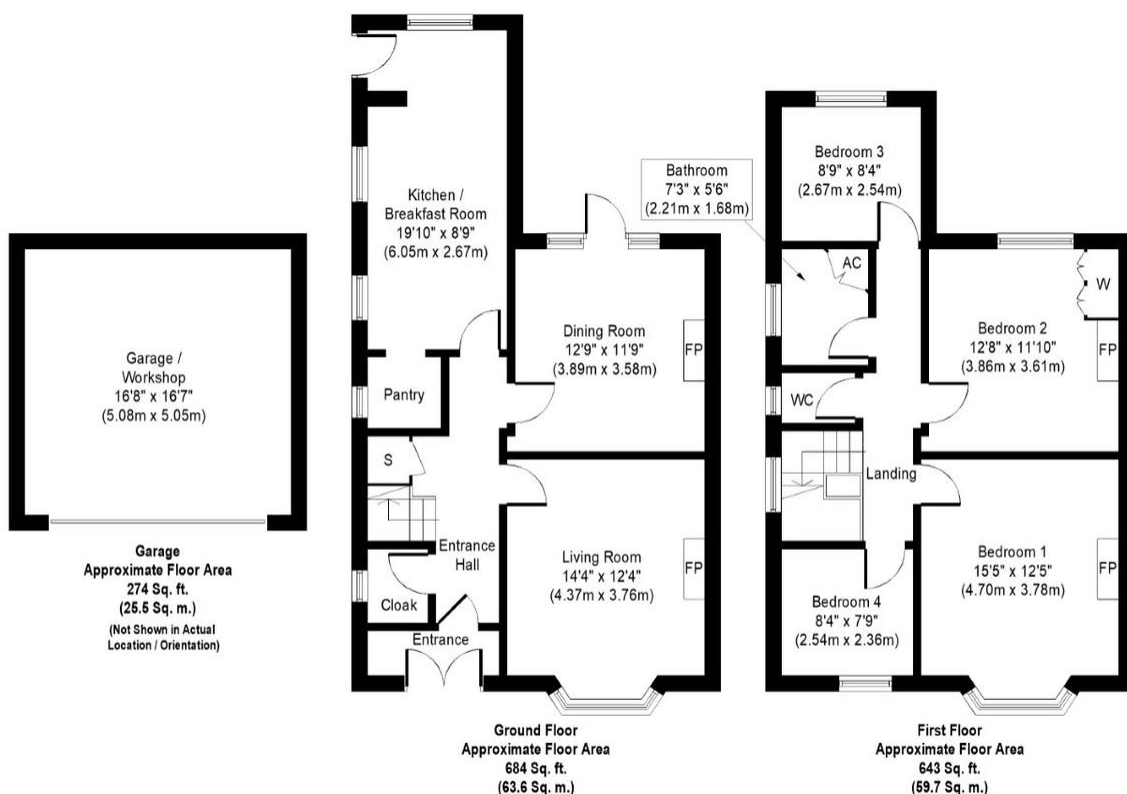 Garage /
Workshop
16'8" x 16'7"
(5.08m x 5.05m)
Garage
Approximate Floor Area
274 Sq. ft.
(25.5 Sq. m.)
(Not Shown in Actual
Location / Orientation)
Kitchen /
Breakfast Room
19'10" x 8'9"
(6.05m x 2.67m)
Dining Room
12'9" x 11'9"
(3.89m x 3.58m)
FP
Pantry
S
Entrance
Hall
Living Room
14'4" x 12'4"
(4.37m x 3.76m)
FP
Cloak
Entrance
Ground Floor
Approximate Floor Area
684 Sq. ft.
(63.6 Sq. m.)
Bedroom 3
8'9" x 8'4"
(2.67m x 2.54m)
Bathroom
7'3" x 5'6"
(2.21m x 1.68m)
AC
W
Bedroom 2
12'8" x 11'10"
(3.86m x 3.61m)
FP
WC
Landing
Bedroom 1
15'5" x 12'5"
(4.70m x 3.78m)
FP
Bedroom 4
8'4" x 7'9"
(2.54m x 2.36m)
First Floor
Approximate Floor Area
643 Sq. ft.
(59.7 Sq. m.)